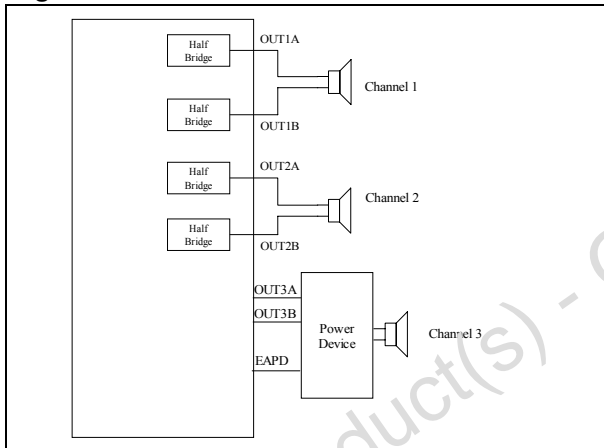 Half
Bridge
OUT1A
Channel 1
Half
Bridge
OUT1B
Half
Bridge
OUT2A
Channel 2
Half
Bridge
OUT2B
OUT3A
OUT3B
Power
Device
Channel 3
EAPD
duct(s) -